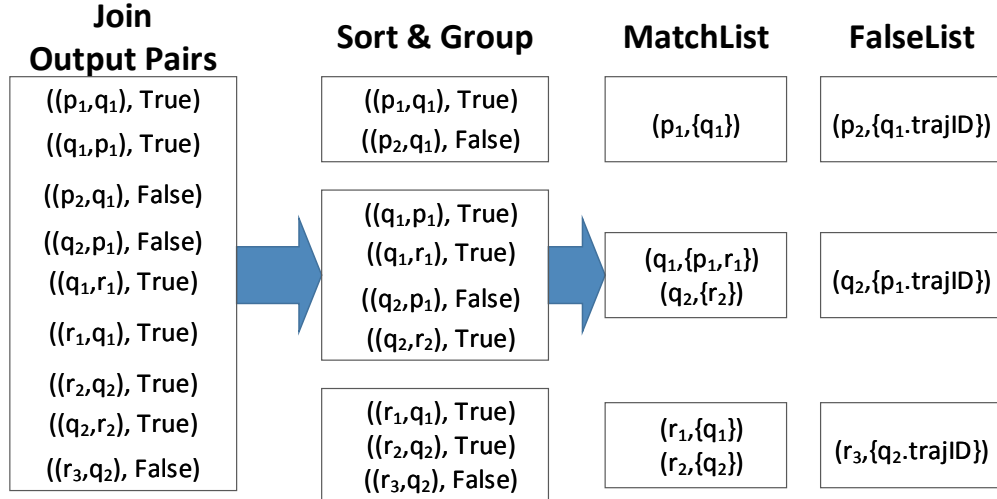 Join
Output Pairs
((p₁,q₁), True)
((q₁,p₁), True)
((p₂,q₁), False)
((q₂,p₁), False)
((q₁,r₁), True)
((r₁,q₁), True)
((r₂,q₂), True)
((q₂,r₂), True)
((r₃,q₂), False)
Sort & Group
((p₁,q₁), True)
((p₂,q₁), False)
((q₁,p₁), True)
((q₁,r₁), True)
((q₂,p₁), False)
((q₂,r₂), True)
((r₁,q₁), True)
((r₂,q₂), True)
((r₃,q₂), False)
MatchList
(p₁,{q₁})
(q₁,{p₁,r₁})
(q₂,{r₂})
(r₁,{q₁})
(r₂,{q₂})
FalseList
(p₂,{q₁.trajID})
(q₂,{p₁.trajID})
(r₃,{q₂.trajID})